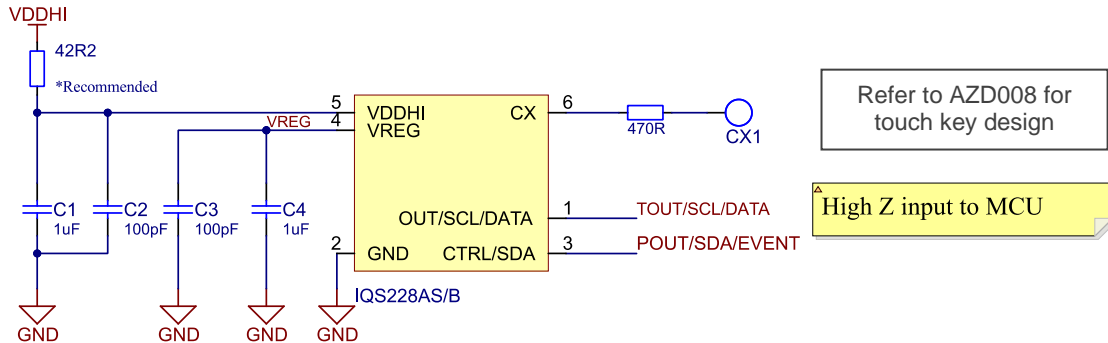 VDDHI
42R2
*Recommended
5
VDDHI
VREG
4
VREG
CX
6
470R
CX1
Refer to AZD008 for
touch key design
C1
1uF
C2
100pF
C3
100pF
C4
1uF
OUT/SCL/DATA
1
TOUT/SCL/DATA
High Z input to MCU
2
GND
CTRL/SDA
3
POUT/SDA/EVENT
IQS228AS/B
GND
GND
GND
GND